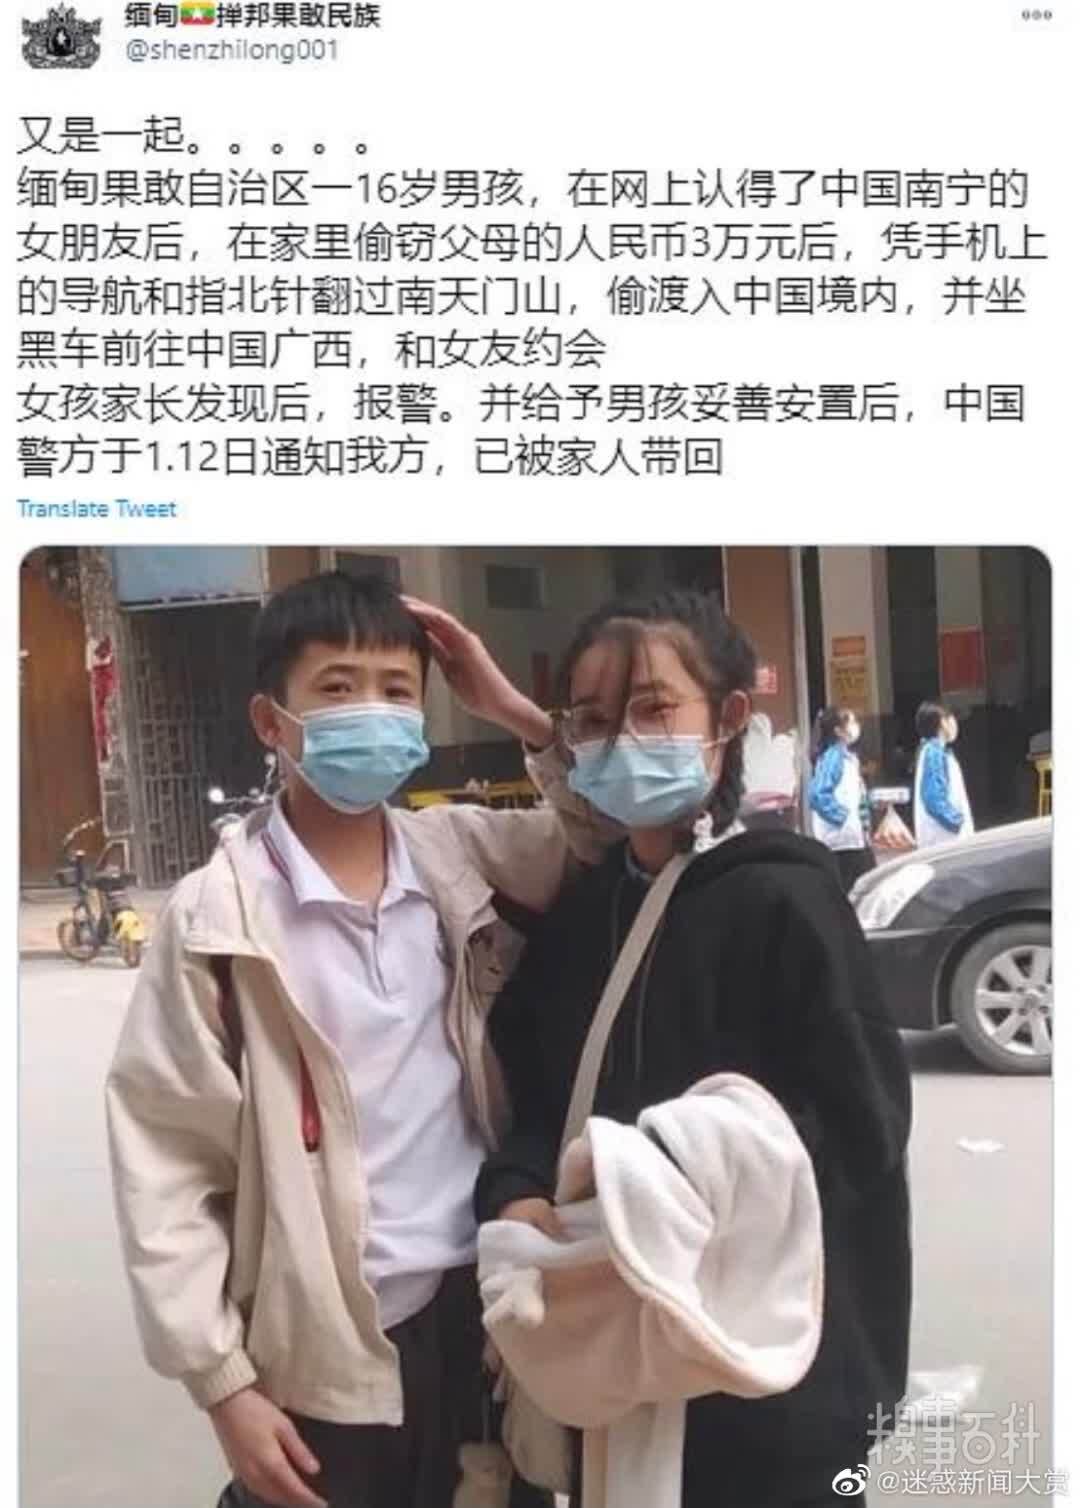 缅甸🇲🇲掸邦果敢民族
@shenzhilong001
又是一起。。。。。
缅甸果敢自治区一16岁男孩，在网上认得了中国南宁的
女朋友后，在家里偷窃父母的人民币3万元后，凭手机上
的导航和指北针翻过南天门山，偷渡入中国境内，并坐
黑车前往中国广西，和女友约会
女孩家长发现后，报警。并给予男孩妥善安置后，中国
警方于1.12日通知我方，已被家人带回
Translate Tweet
糗事百科
@迷惑新闻大赏